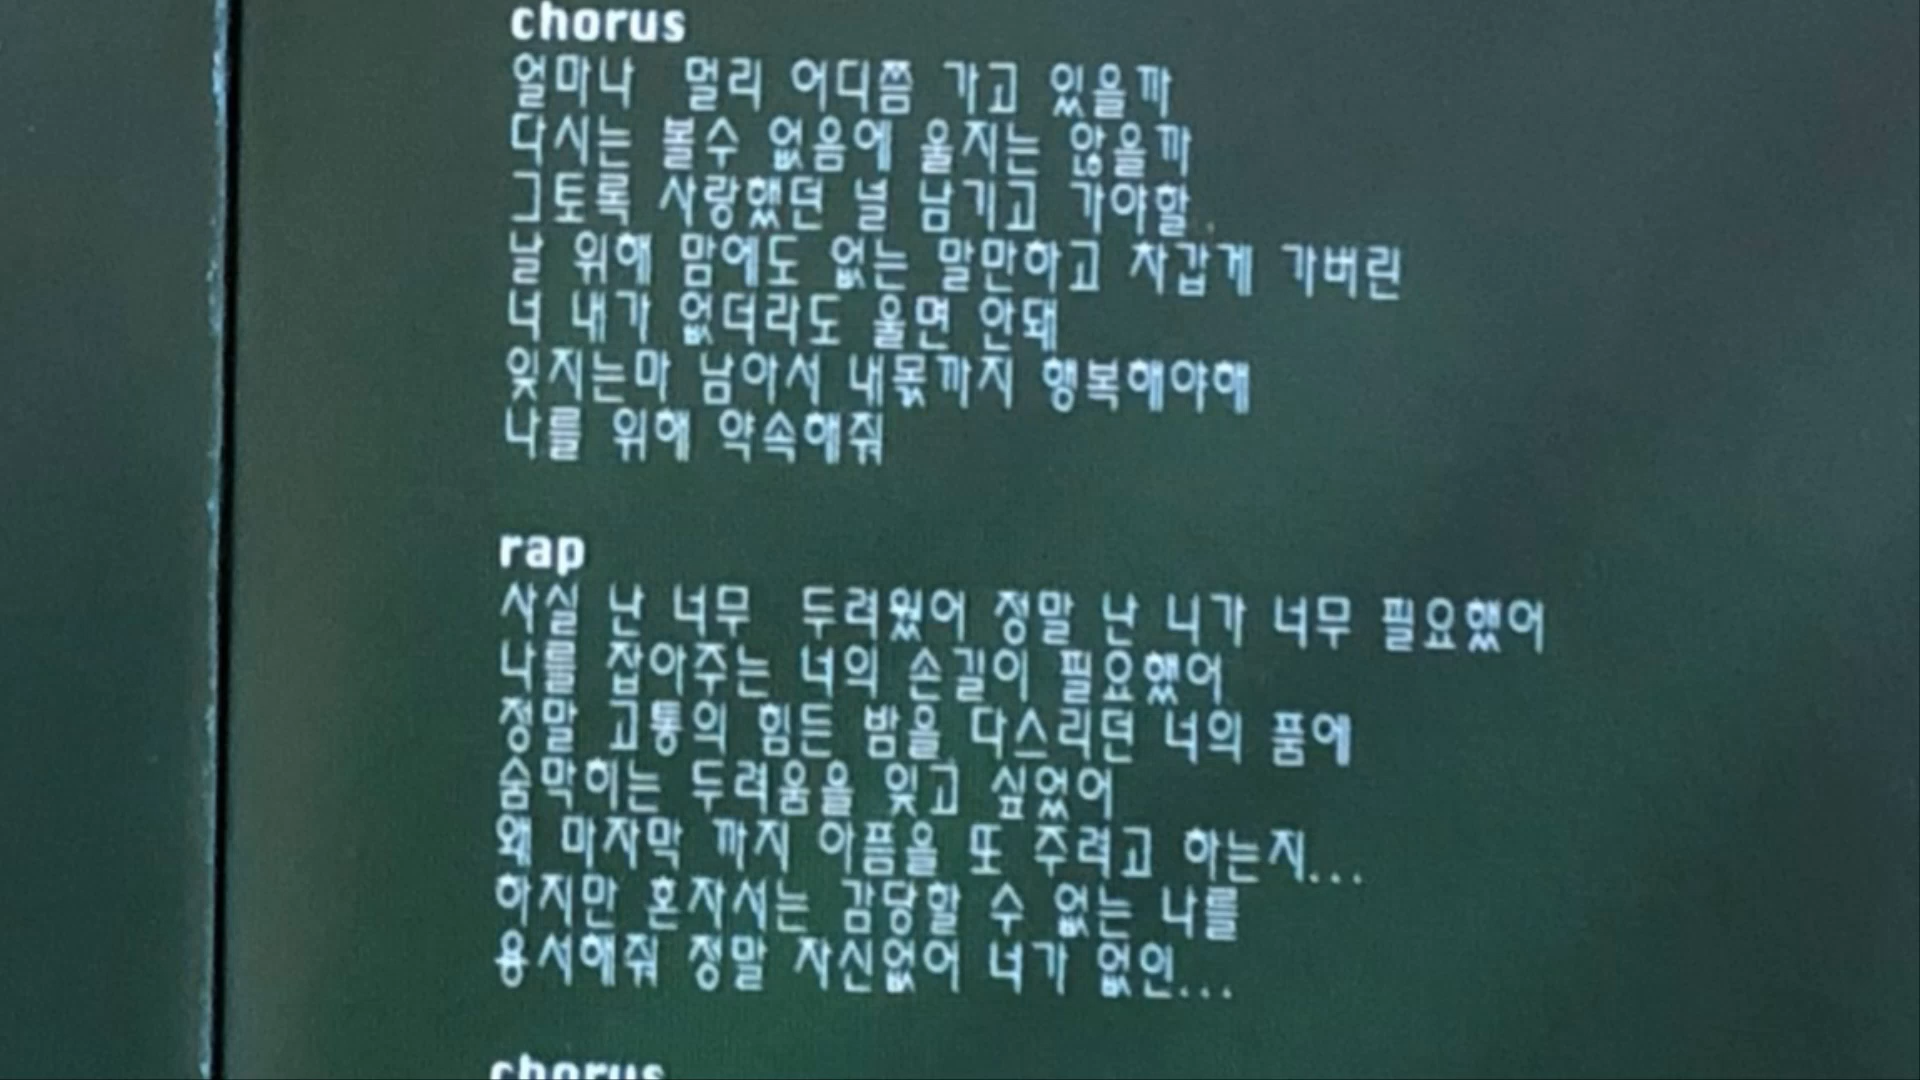 chorus
얼마나 멀리 어디쯤 가고 있을까
다시는 볼수 없음에 울지는 않을까
그토록 사랑했던 널 남기고 가야할
날 위해 맘에도 없는 말만하고 차갑게 가버린
너 내가 없더라도 울면 안돼
잊지는마 남아서 내몫까지 행복해야해
나를 위해 약속해줘
rap
사실 난 너무 두려웠어 정말 난 니가 너무 필요했어
나를 잡아주는 너의 손길이 필요했어
정말 고통의 힘든 밤을 다스리던 너의 품에
숨막히는 두려움을 잊고 싶었어
왜 마지막 까지 아픔을 또 주려고 하는지...
하지만 혼자서는 감당할 수 없는 나를
용서해줘 정말 자신없어 너가 없인...
chorus